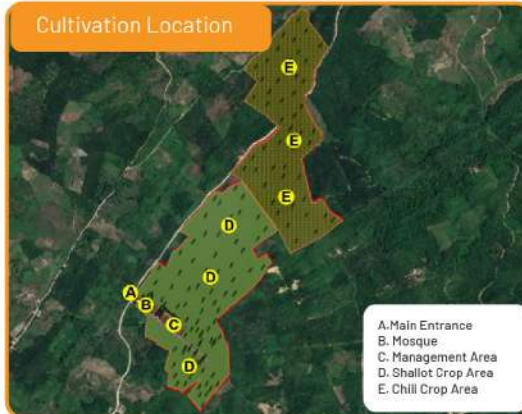 Cultivation Location
E
E
E
D
D
A
B
C
D
A.Main Entrance
B. Mosque
C. Management Area
D. Shallot Crop Area
E. Chili Crop Area